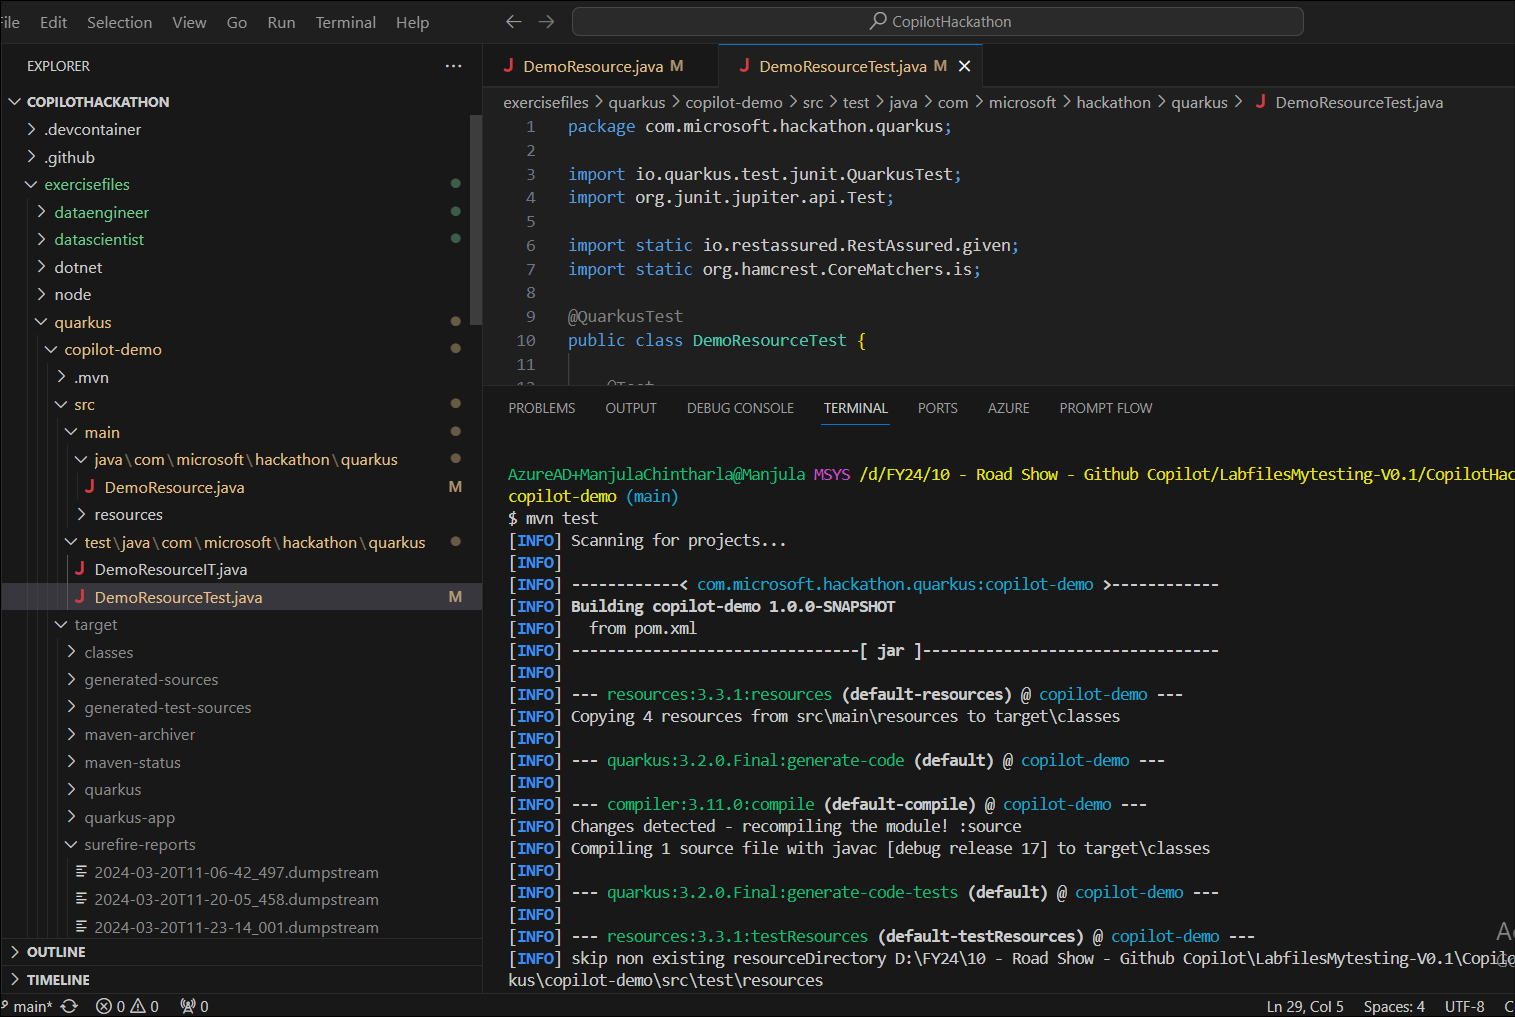 File Edit Selection View Go Run Terminal Help
CopilotHackathon
EXPLORER
COPILOTHACKATHON
.devcontainer
.github
exercisefiles
dataengineer
datascientist
dotnet
node
quarkus
copilot-demo
.mvn
src
main
java\com\microsoft\hackathon\quarkus
DemoResource.java M
resources
test\java\com\microsoft\hackathon\quarkus
DemoResourceIT.java
DemoResourceTest.java M
target
classes
generated-sources
generated-test-sources
maven-archiver
maven-status
quarkus
quarkus-app
surefire-reports
2024-03-20T11-06-42_497.dumpstream
2024-03-20T11-20-05_458.dumpstream
2024-03-20T11-23-14_001.dumpstream
OUTLINE
TIMELINE
DemoResource.java M DemoResourceTest.java M
exercisefiles > quarkus > copilot-demo > src > test > java > com > microsoft > hackathon > quarkus > DemoResourceTest.java
1 package com.microsoft.hackathon.quarkus;
2
3 import io.quarkus.test.junit.QuarkusTest;
4 import org.junit.jupiter.api.Test;
5
6 import static io.restassured.RestAssured.given;
7 import static org.hamcrest.CoreMatchers.is;
8
9 @QuarkusTest
10 public class DemoResourceTest {
11
12 @Test
PROBLEMS OUTPUT DEBUG CONSOLE TERMINAL PORTS AZURE PROMPT FLOW
AzureAD+ManjulaChintharla@Manjula MSYS /d/FY24/10 - Road Show - Github Copilot/LabfilesMytesting-V0.1/CopilotHac
copilot-demo (main)
$ mvn test
[INFO] Scanning for projects...
[INFO]
[INFO] ------------< com.microsoft.hackathon.quarkus:copilot-demo >------------
[INFO] Building copilot-demo 1.0.0-SNAPSHOT
[INFO]   from pom.xml
[INFO] --------------------------------[ jar ]---------------------------------
[INFO]
[INFO] --- resources:3.3.1:resources (default-resources) @ copilot-demo ---
[INFO] Copying 4 resources from src\main\resources to target\classes
[INFO]
[INFO] --- quarkus:3.2.0.Final:generate-code (default) @ copilot-demo ---
[INFO]
[INFO] --- compiler:3.11.0:compile (default-compile) @ copilot-demo ---
[INFO] Changes detected - recompiling the module! :source
[INFO] Compiling 1 source file with javac [debug release 17] to target\classes
[INFO]
[INFO] --- quarkus:3.2.0.Final:generate-code-tests (default) @ copilot-demo ---
[INFO]
[INFO] --- resources:3.3.1:testResources (default-testResources) @ copilot-demo ---
[INFO] skip non existing resourceDirectory D:\FY24\10 - Road Show - Github Copilot\LabfilesMytesting-V0.1\Copilo
kus\copilot-demo\src\test\resources
main* 0 0 0
Ln 29, Col 5 Spaces: 4 UTF-8 C